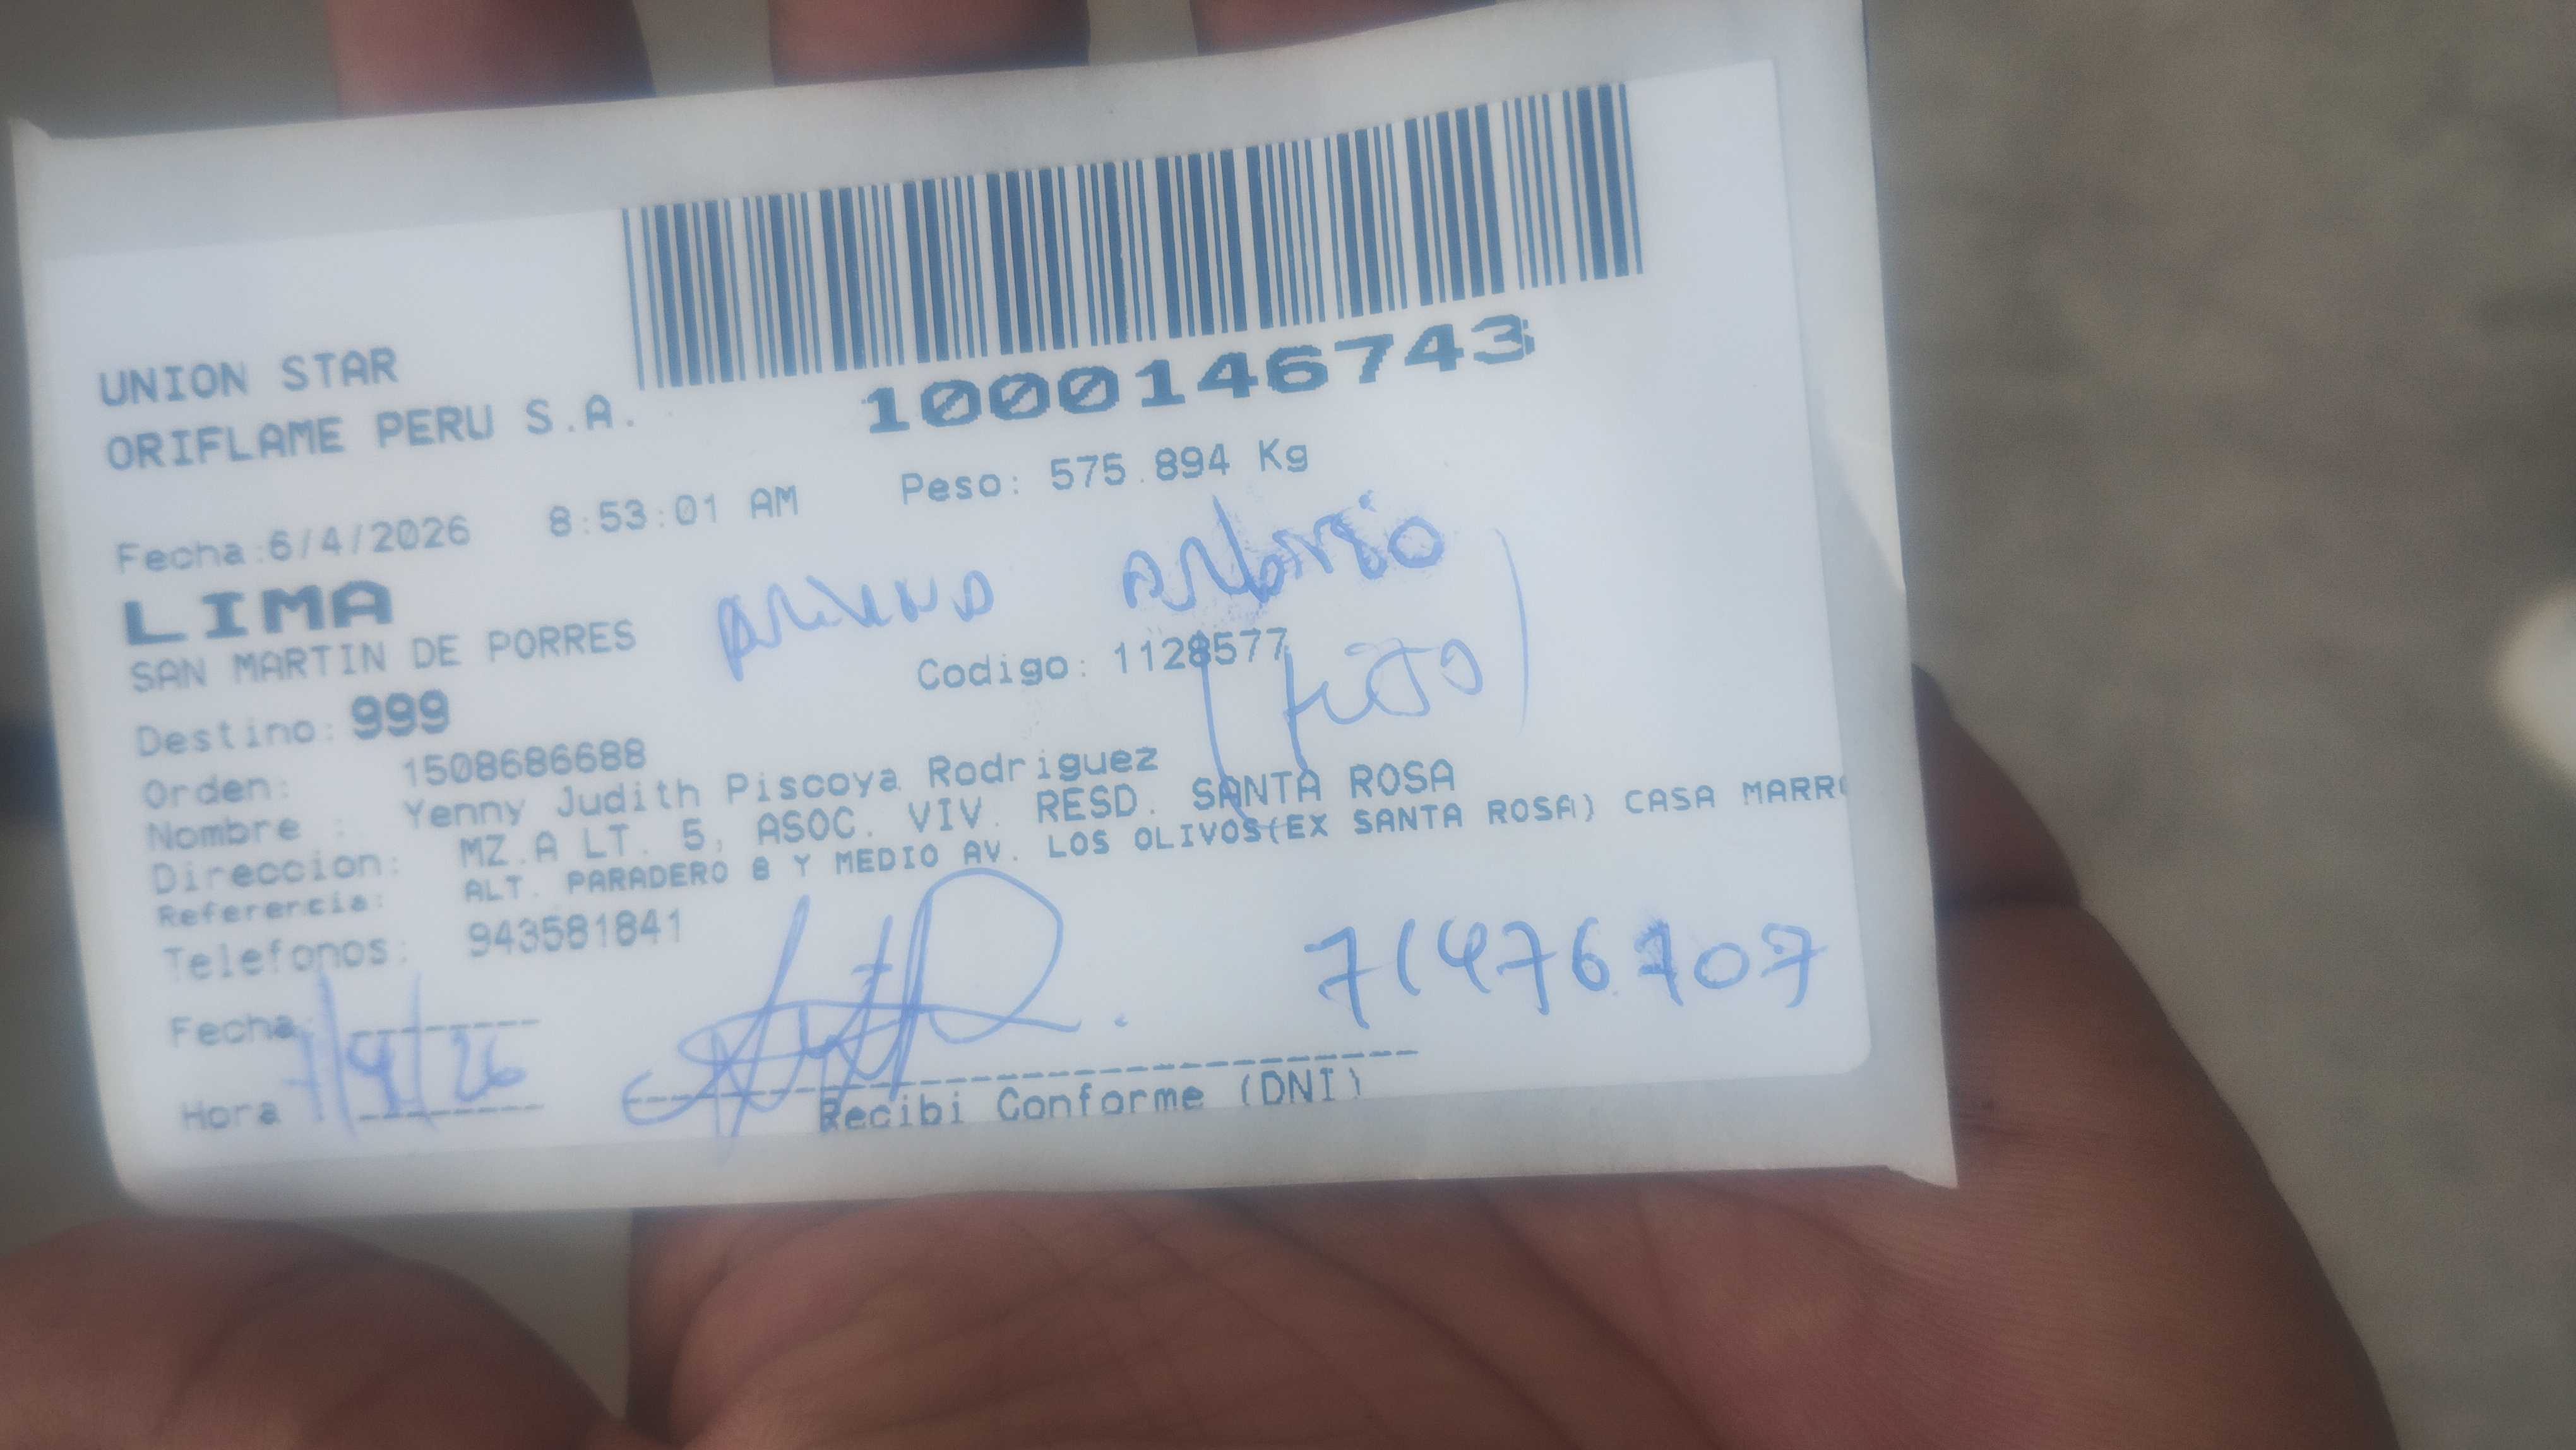 1000146743
UNION STAR
ORIFLAME PERU S.A.
Fecha:6/4/2026 8:53:01 AM Peso: 575.894 Kg
LIMA
SAN MARTIN DE PORRES
Codigo: 1128577
(HIJO)
Destino: 999
Orden: 1508686688
Nombre : Yenny Judith Piscoya Rodriguez
Direccion: MZ.A LT. 5, ASOC. VIV. RESD. SANTA ROSA
Referencia: ALT. PARADERO 8 Y MEDIO AV. LOS OLIVOS(EX SANTA ROSA) CASA MARRO
Telefonos: 943581841
71476707
Fecha: 7/4/26
Hora :
Recibi Conforme (DNI)